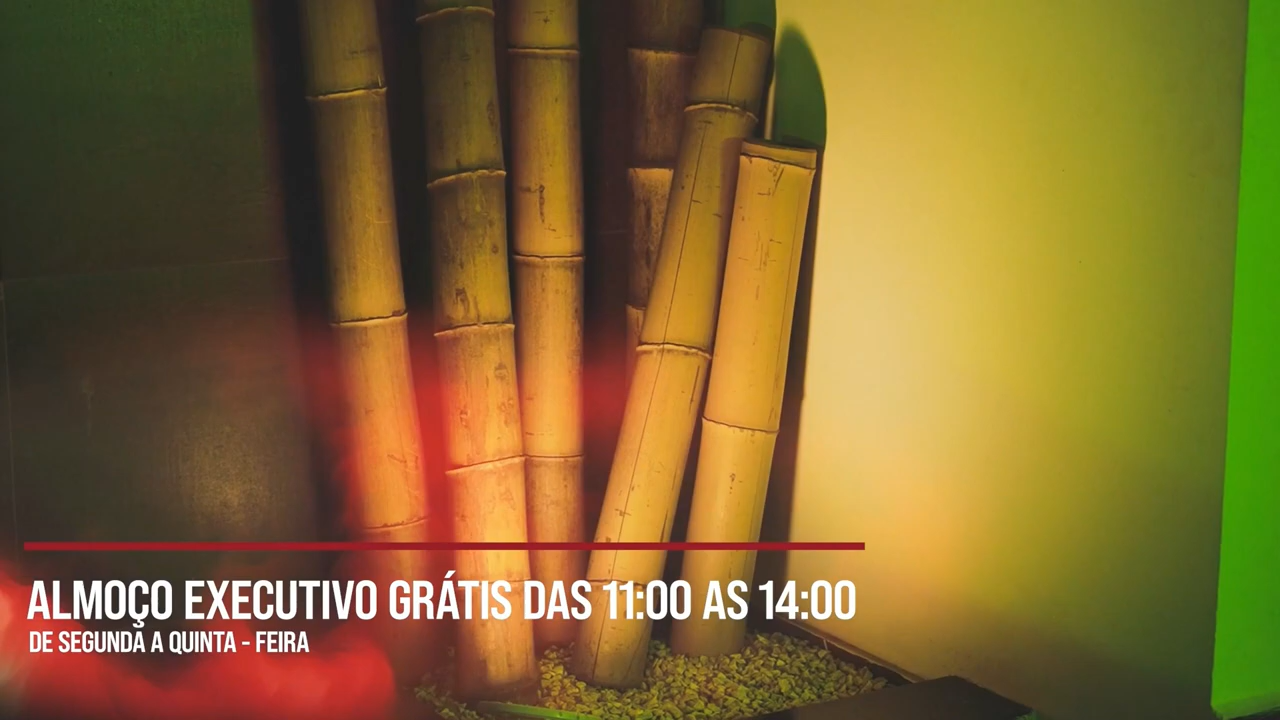 ALMOÇO EXECUTIVO GRÁTIS DAS 11:00 AS 14:00
DE SEGUNDA A QUINTA - FEIRA